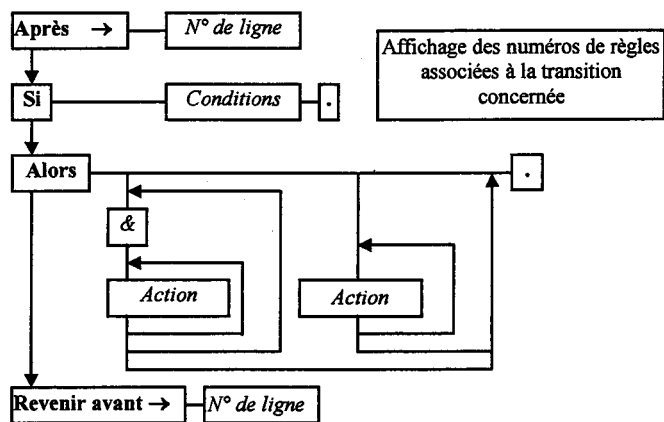 Après → N° de ligne
Affichage des numéros de règles
associées à la transition
concernée
Si Conditions .
Alors .
&
Action Action
Revenir avant → N° de ligne